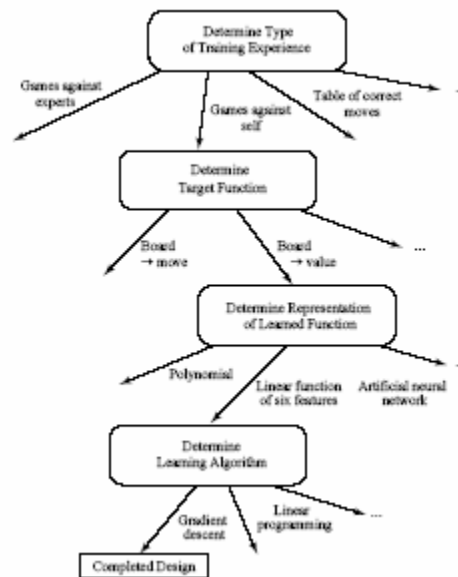 Determine Type
of Training Experience
Games against
experts
Games against
self
Table of correct
moves
Determine
Target Function
Board
→ move
Board
→ value
...
Determine Representation
of Learned Function
Polynomial
Linear function
of six features
Artificial neural
network
Determine
Learning Algorithm
Gradient
descent
Linear
programming
...
Completed Design